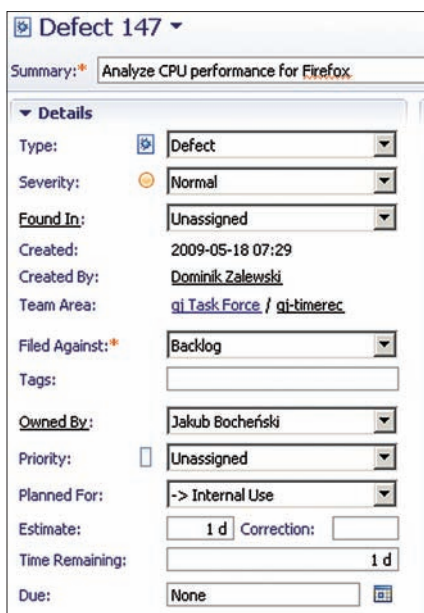 Defect 147
Summary:* Analyze CPU performance for Firefox
Details
Type: Defect
Severity: Normal
Found In: Unassigned
Created: 2009-05-18 07:29
Created By: Dominik Zalewski
Team Area: gj Task Force / gj-timerec
Filed Against:* Backlog
Tags:
Owned By: Jakub Bocheński
Priority: Unassigned
Planned For: -> Internal Use
Estimate: 1 d Correction:
Time Remaining: 1 d
Due: None